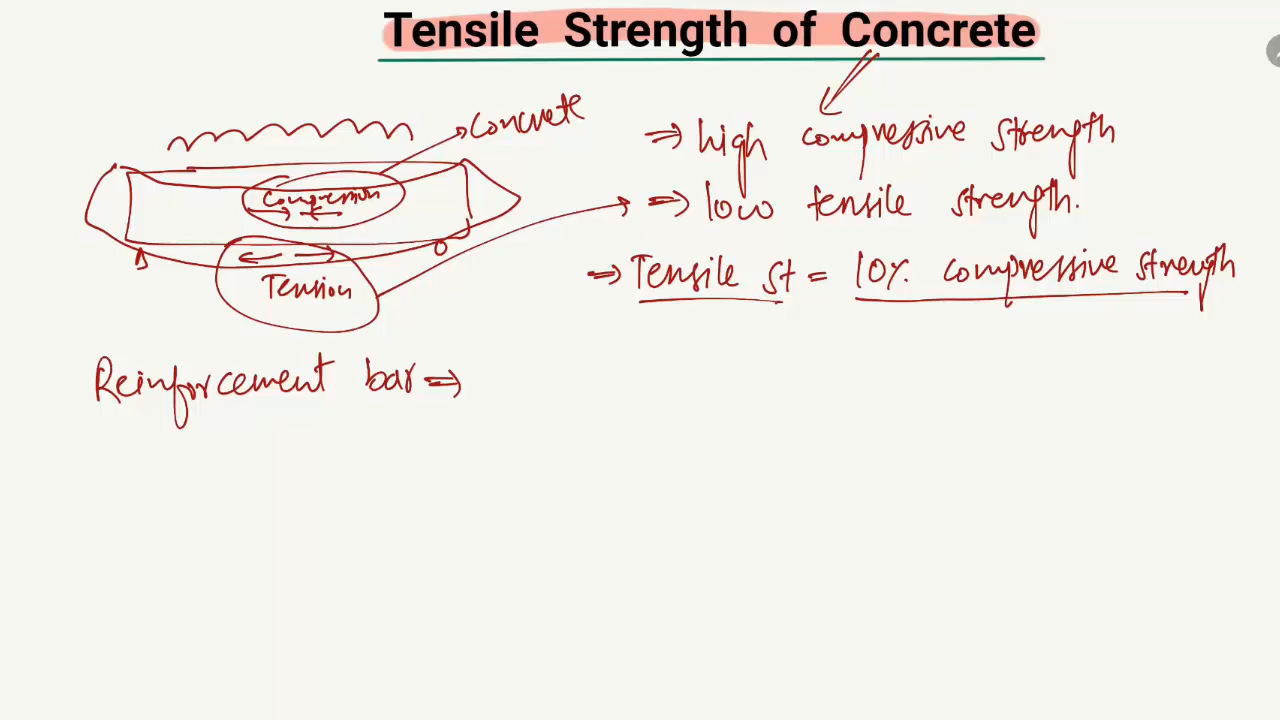 Tensile Strength of Concrete
Concrete
Compression
Tension
⇒ high compressive strength
⇒ low tensile strength.
⇒ Tensile St = 10% compressive strength
Reinforcement bar ⇒